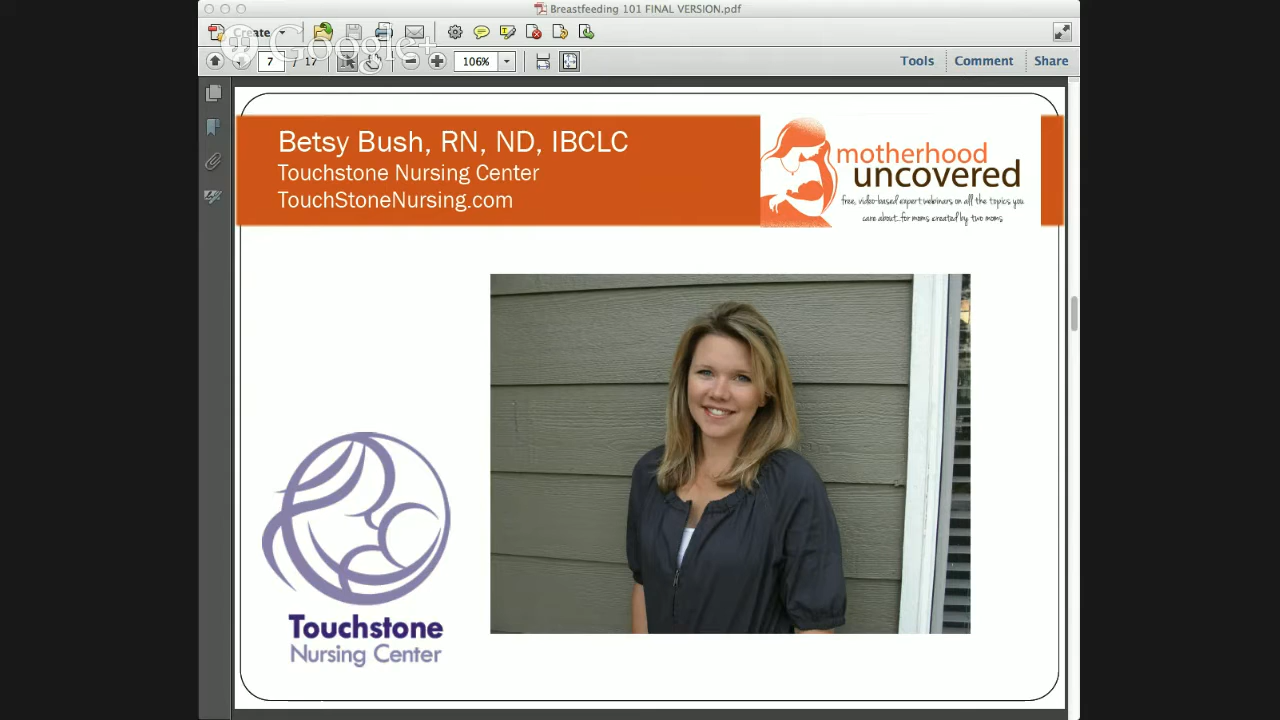 Breastfeeding 101 FINAL VERSION.pdf
Create
Google+
7 / 17
106%
Tools
Comment
Share
Betsy Bush, RN, ND, IBCLC
Touchstone Nursing Center
TouchStoneNursing.com
motherhood
uncovered
free, video-based expert webinars on all the topics you
care about...for moms created by two moms
Touchstone
Nursing Center